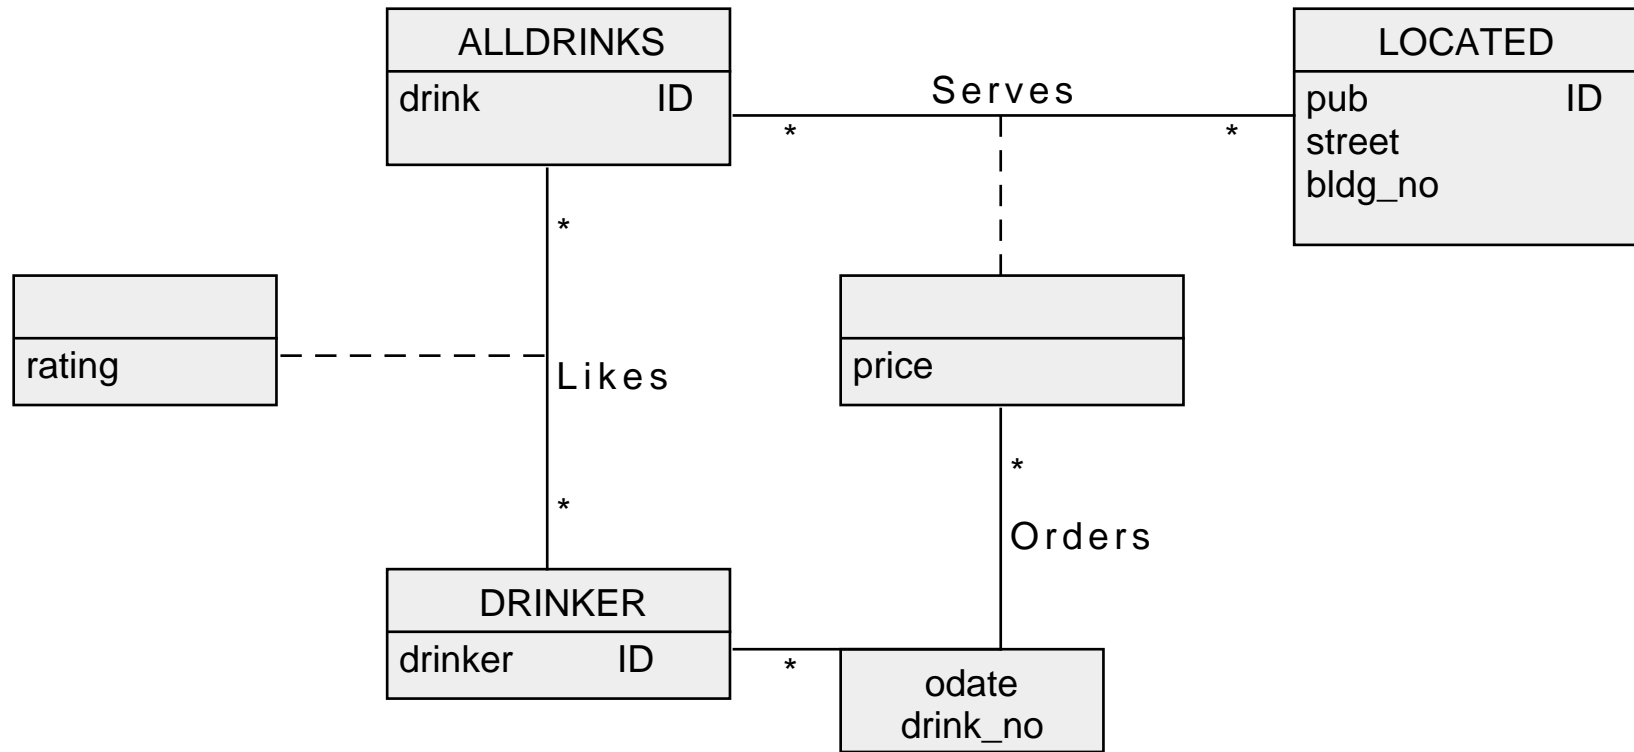 ALLDRINKS
drink ID
Serves
*
*
LOCATED
pub ID
street
bldg_no
*
rating
Likes
*
price
*
Orders
DRINKER
drinker ID
*
odate
drink_no